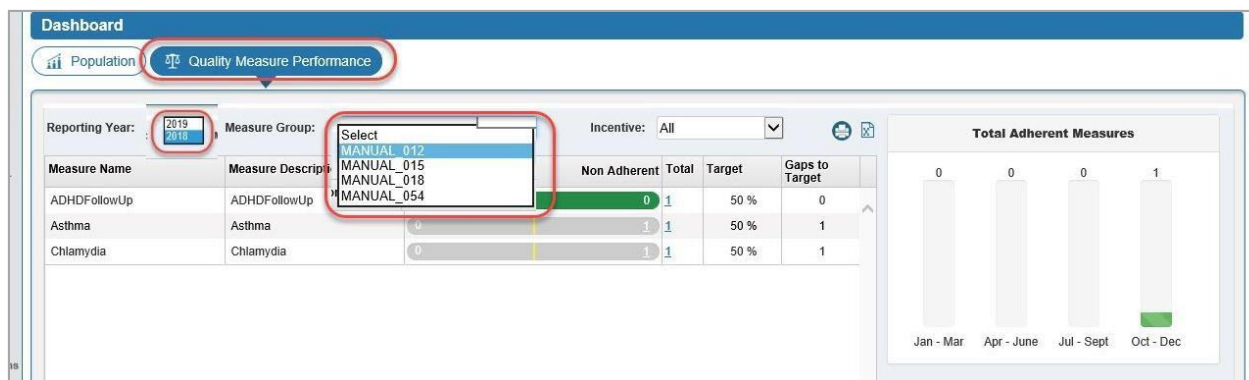 Dashboard
Population
Quality Measure Performance
Reporting Year:
2019
2018
Measure Group:
Select
MANUAL_012
MANUAL_015
MANUAL_018
MANUAL_054
Incentive: All
Measure Name Non Adherent Total Target Gaps to Target
ADHDFollowUp ADHDFollowUp 0 1 50 % 0
Asthma Asthma 0 1 1 50 % 1
Chlamydia Chlamydia 0 1 1 50 % 1
Total Adherent Measures
0 0 0 1
Jan - Mar Apr - June Jul - Sept Oct - Dec